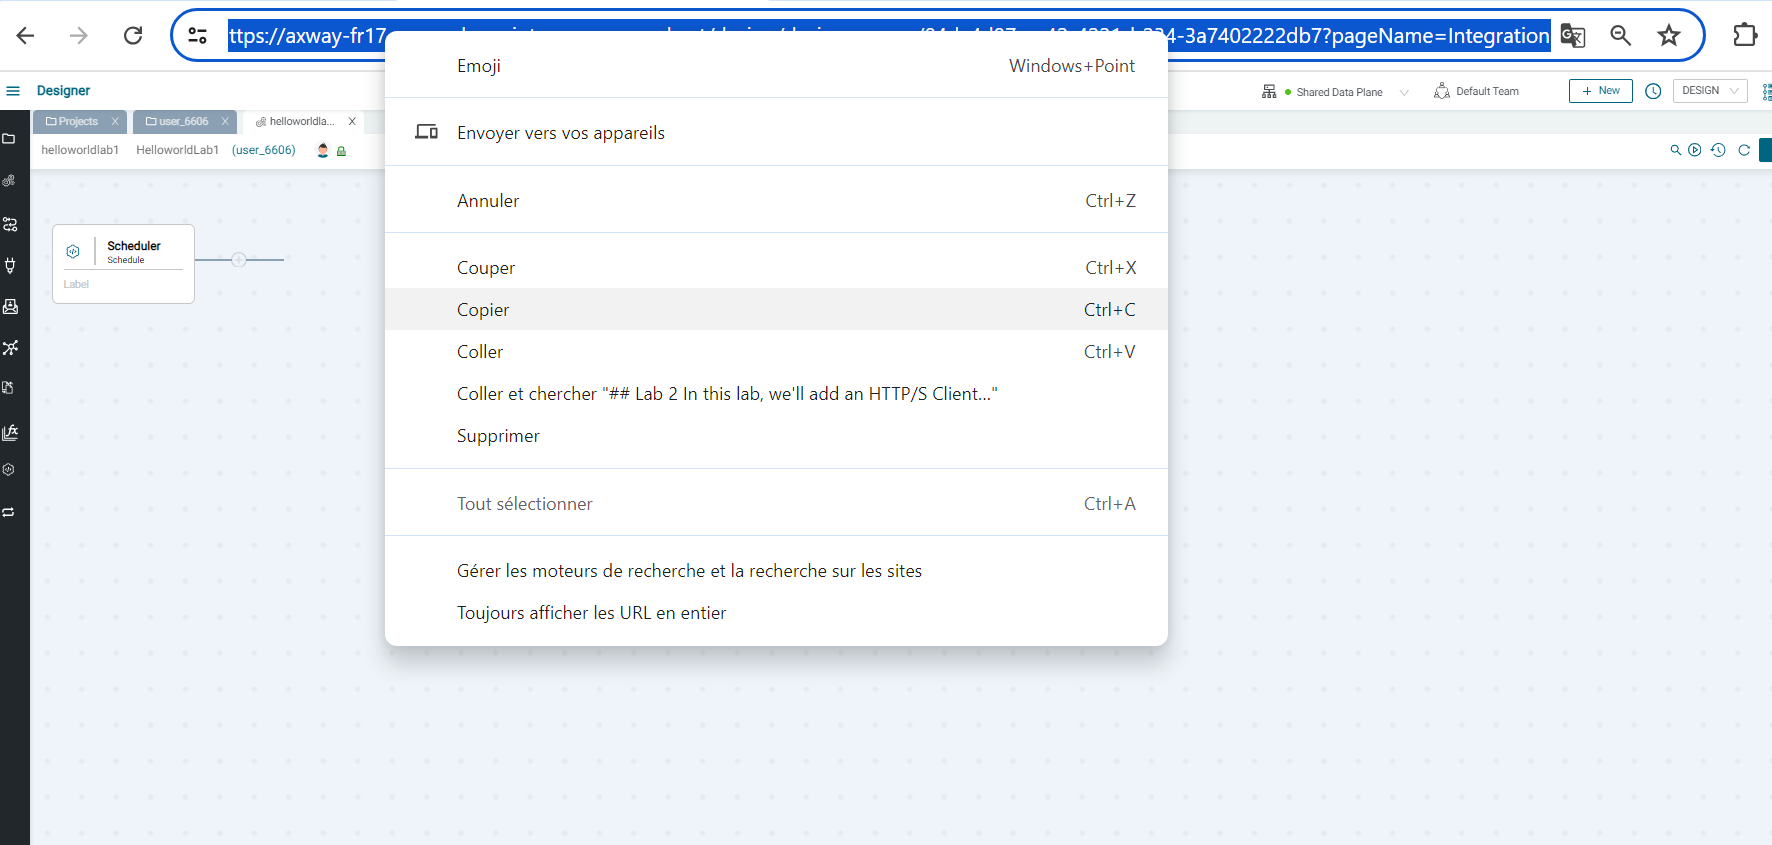 ttps://axway-fr17
34-3a7402222db7?pageName=Integration
Emoji Windows+Point
Designer
Shared Data Plane
Default Team
+ New
DESIGN
Projects X
user_6606 X
helloworldla... X
Envoyer vers vos appareils
helloworldlab1 HelloworldLab1 (user_6606)
Annuler Ctrl+Z
Scheduler
Schedule
Label
Couper Ctrl+X
Copier Ctrl+C
Coller Ctrl+V
Coller et chercher "## Lab 2 In this lab, we'll add an HTTP/S Client..."
Supprimer
Tout sélectionner Ctrl+A
Gérer les moteurs de recherche et la recherche sur les sites
Toujours afficher les URL en entier